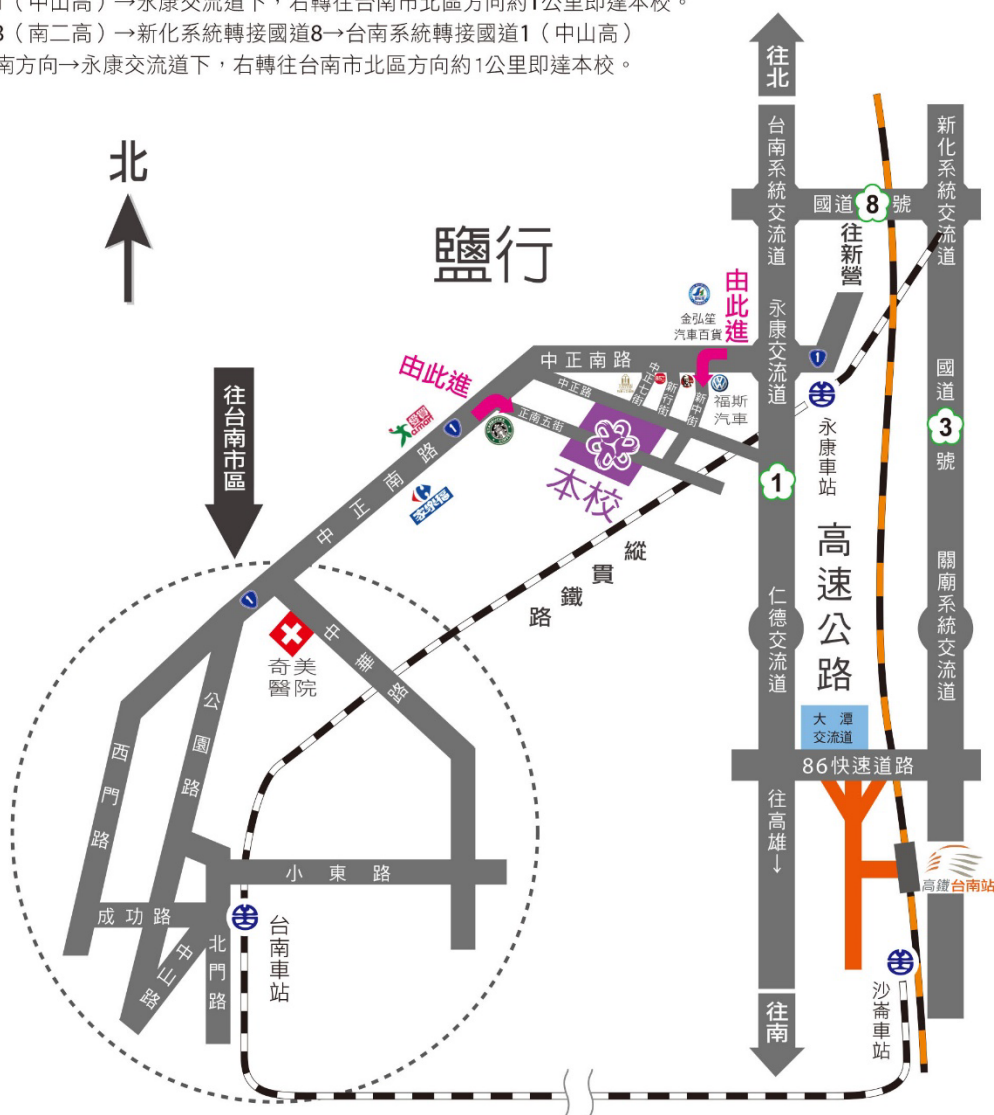 1（中山高）→永康交流道下，右轉往台南市北區方向約1公里即達本校。
3（南二高）→新化系統轉接國道8→台南系統轉接國道1（中山高）
南方向→永康交流道下，右轉往台南市北區方向約1公里即達本校。
往北
北
台南系統交流道
新化系統交流道
國道 8 號
往新營
鹽行
由此進
金弘笙
汽車百貨
永康交流道
1
中正南路
由此進
中正路
中正七街
新行街
新中街
福斯
汽車
國道 3 號
正南五街
愛買
a.mart
1
往台南市區
永康車站
本校
1
中正南路
家樂福
縱貫鐵路
高速公路
仁德交流道
關廟系統交流道
1
奇美
醫院
中華路
公園路
西門路
大潭
交流道
86快速道路
往高雄↓
小東路
高鐵台南站
成功路
中山路
北門路
台南車站
沙崙車站
往南